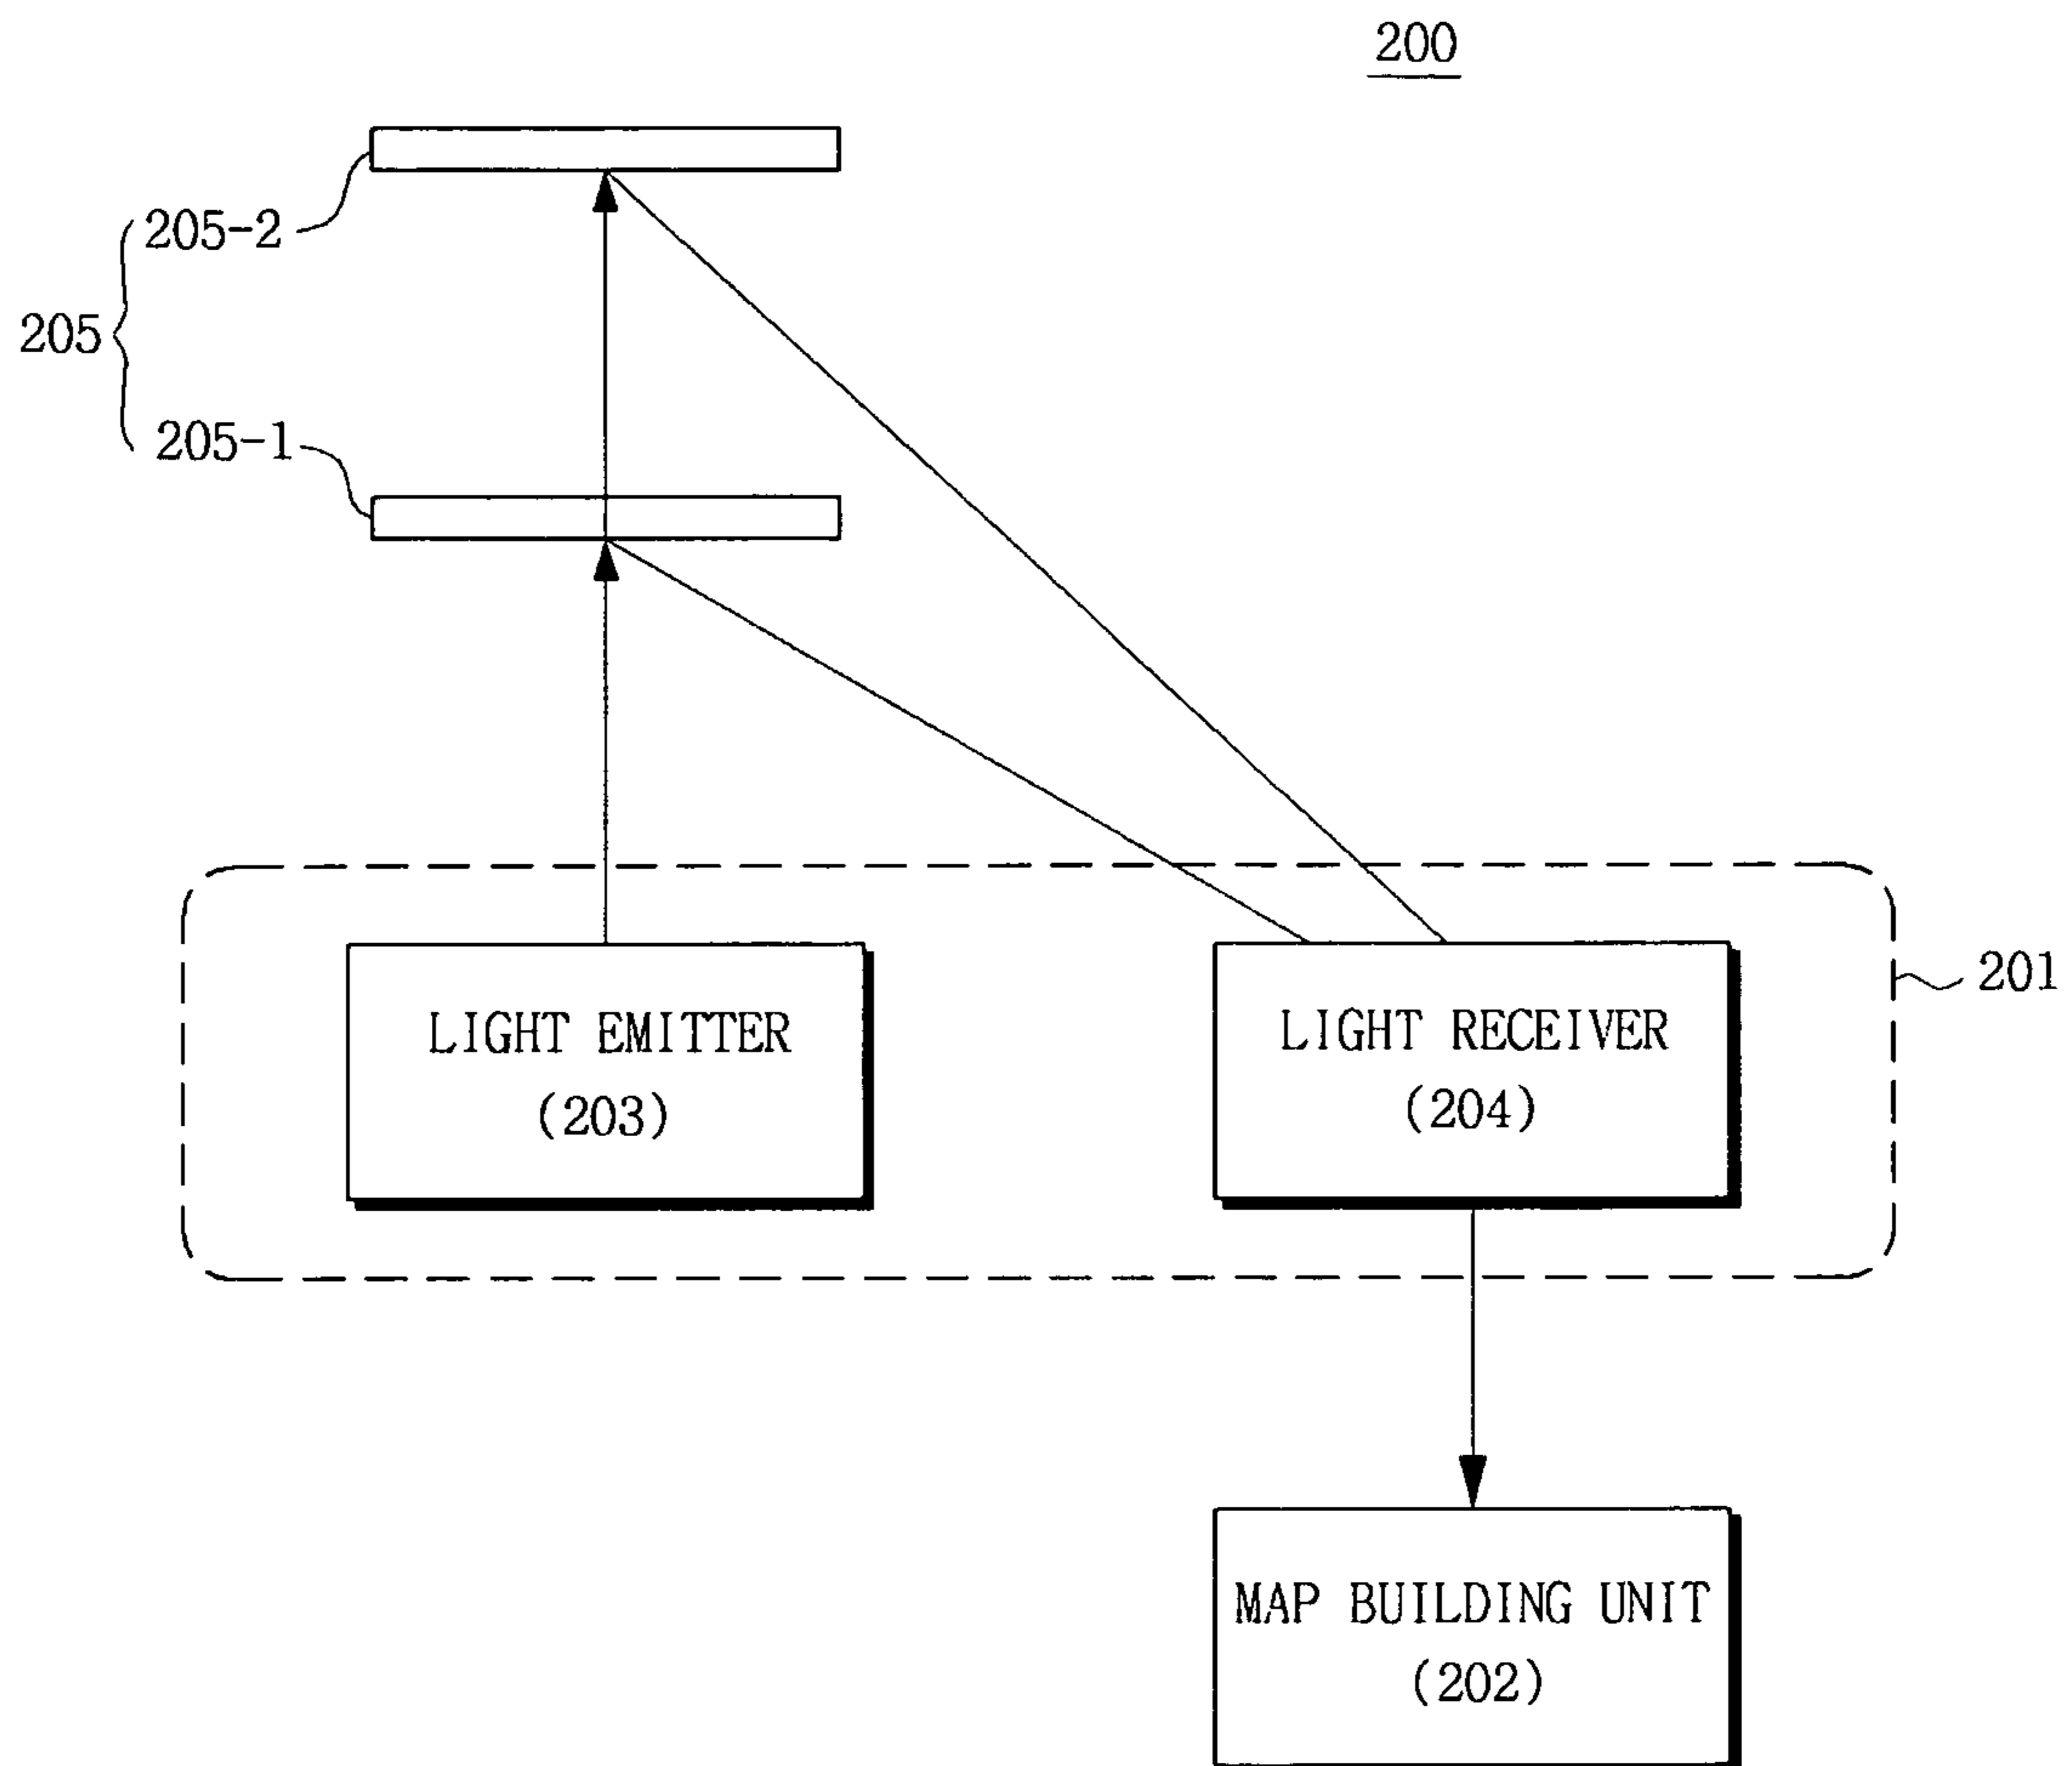 200
205-2
205
205-1
201
LIGHT EMITTER
(203)
LIGHT RECEIVER
(204)
MAP BUILDING UNIT
(202)